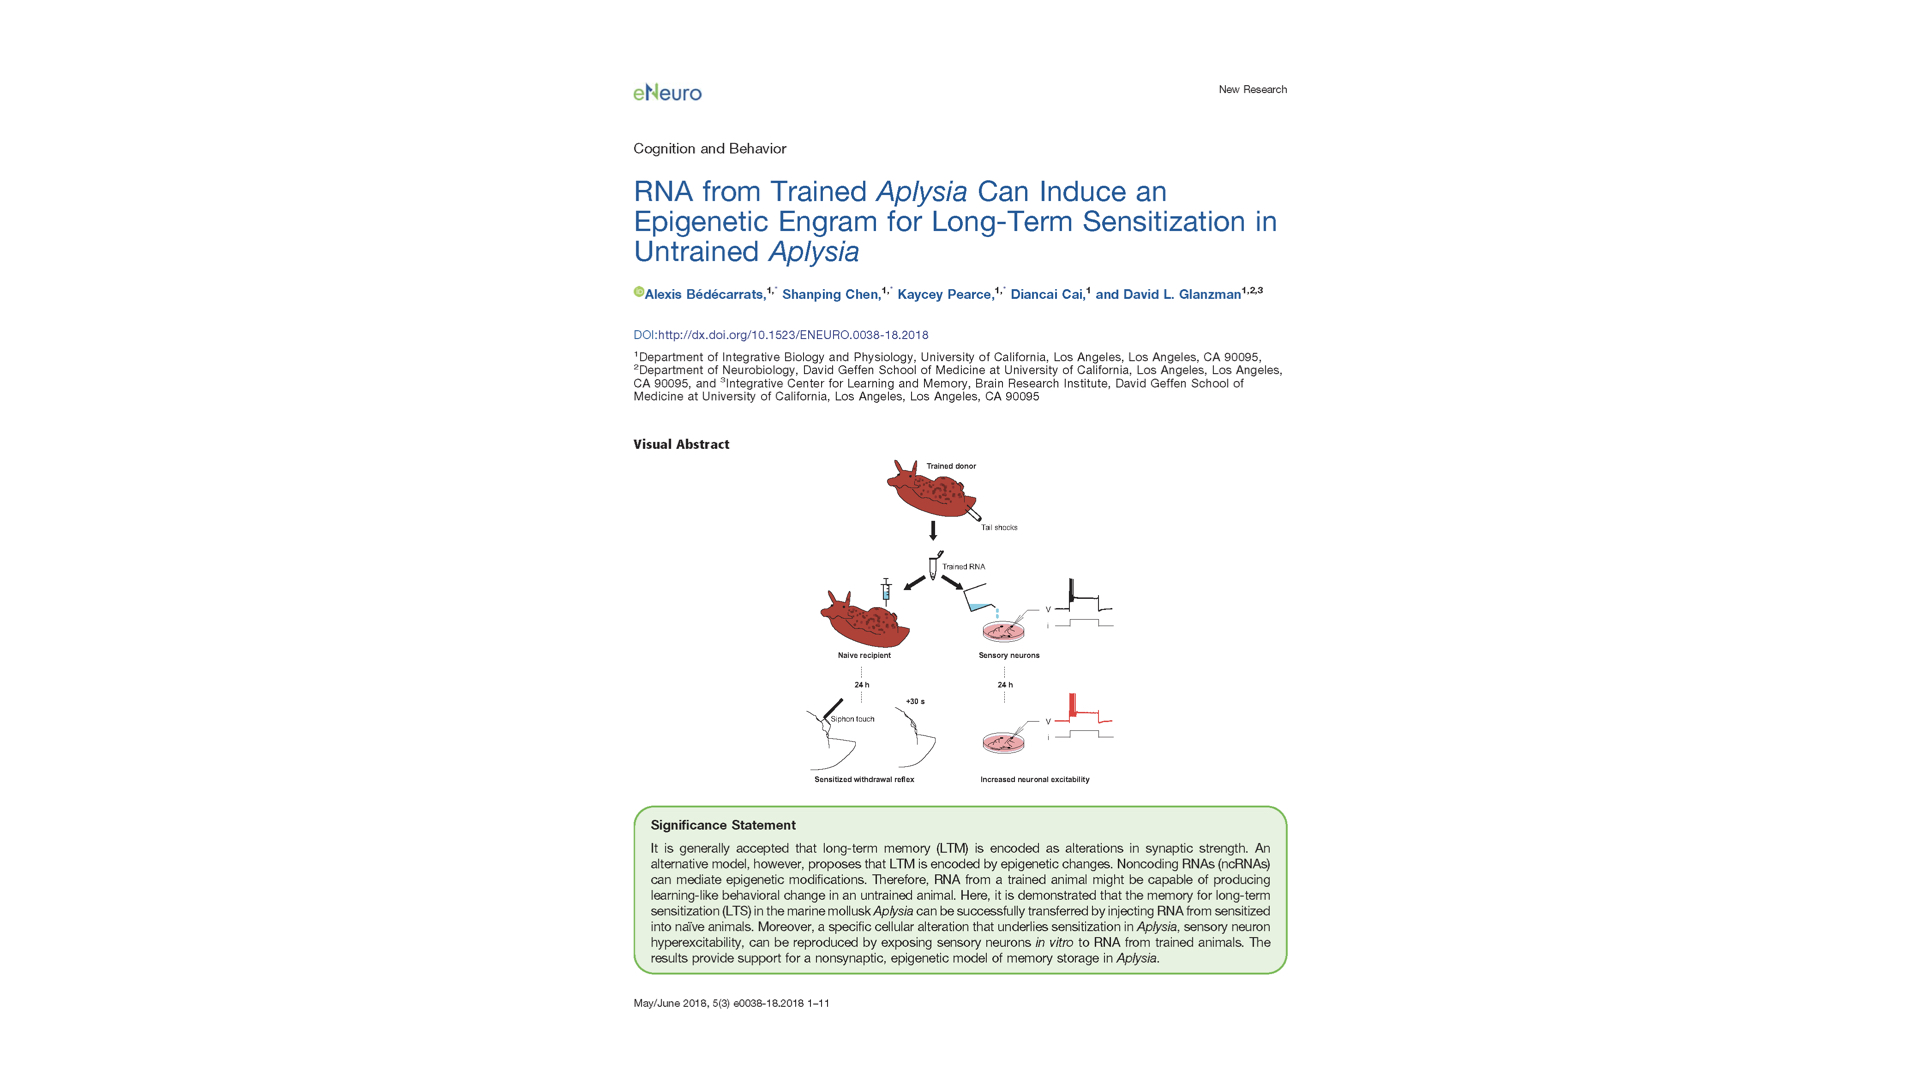 eNeuro
New Research
Cognition and Behavior
RNA from Trained Aplysia Can Induce an
Epigenetic Engram for Long-Term Sensitization in
Untrained Aplysia
iD Alexis Bédécarrats,1,* Shanping Chen,1,* Kaycey Pearce,1,* Diancai Cai,1 and David L. Glanzman1,2,3
DOI:http://dx.doi.org/10.1523/ENEURO.0038-18.2018
1Department of Integrative Biology and Physiology, University of California, Los Angeles, Los Angeles, CA 90095,
2Department of Neurobiology, David Geffen School of Medicine at University of California, Los Angeles, Los Angeles,
CA 90095, and 3Integrative Center for Learning and Memory, Brain Research Institute, David Geffen School of
Medicine at University of California, Los Angeles, Los Angeles, CA 90095
Visual Abstract
Trained donor
Tail shocks
Trained RNA
V
i
Naive recipient
Sensory neurons
24 h
24 h
+30 s
Siphon touch
V
i
Sensitized withdrawal reflex
Increased neuronal excitability
Significance Statement
It is generally accepted that long-term memory (LTM) is encoded as alterations in synaptic strength. An
alternative model, however, proposes that LTM is encoded by epigenetic changes. Noncoding RNAs (ncRNAs)
can mediate epigenetic modifications. Therefore, RNA from a trained animal might be capable of producing
learning-like behavioral change in an untrained animal. Here, it is demonstrated that the memory for long-term
sensitization (LTS) in the marine mollusk Aplysia can be successfully transferred by injecting RNA from sensitized
into naïve animals. Moreover, a specific cellular alteration that underlies sensitization in Aplysia, sensory neuron
hyperexcitability, can be reproduced by exposing sensory neurons in vitro to RNA from trained animals. The
results provide support for a nonsynaptic, epigenetic model of memory storage in Aplysia.
May/June 2018, 5(3) e0038-18.2018 1–11